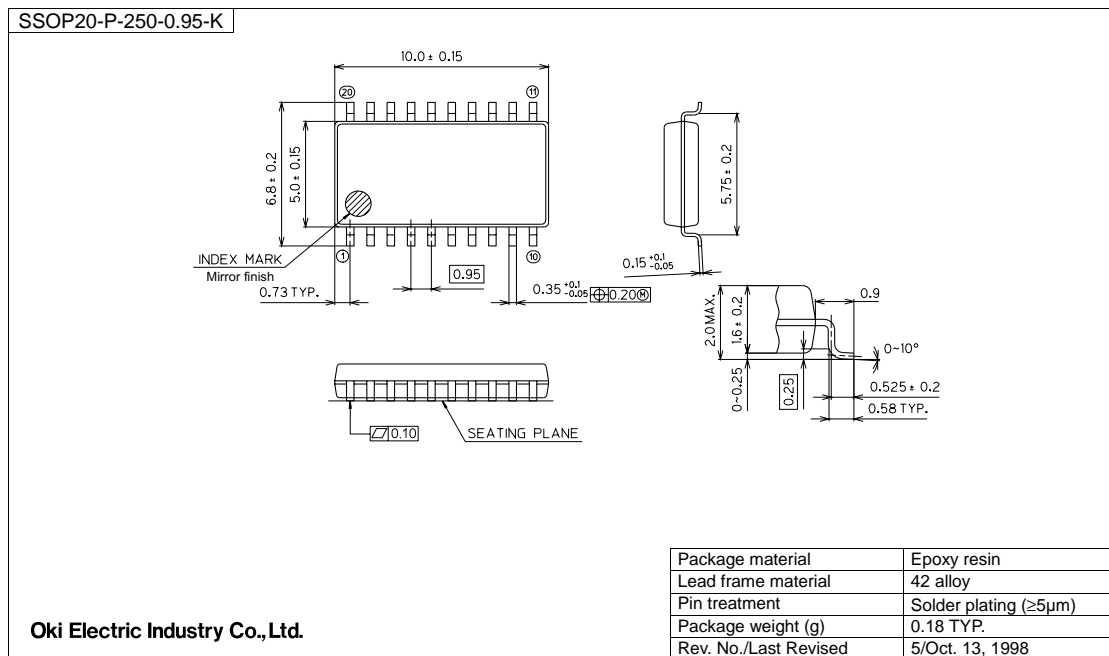 SSOP20-P-250-0.95-K
10.0 ± 0.15
20
11
6.8 ± 0.2
5.0 ± 0.15
5.75 ± 0.2
INDEX MARK
Mirror finish
1
10
0.73 TYP.
0.95
0.35 +0.1 -0.05
⌖ 0.20Ⓜ
0.15 +0.1 -0.05
2.0 MAX.
1.6 ± 0.2
0.9
0~10°
0~0.25
0.25
0.525 ± 0.2
0.58 TYP.
⏥ 0.10
SEATING PLANE
Package material Epoxy resin
Lead frame material 42 alloy
Pin treatment Solder plating (≥5µm)
Package weight (g) 0.18 TYP.
Rev. No./Last Revised 5/Oct. 13, 1998
Oki Electric Industry Co., Ltd.